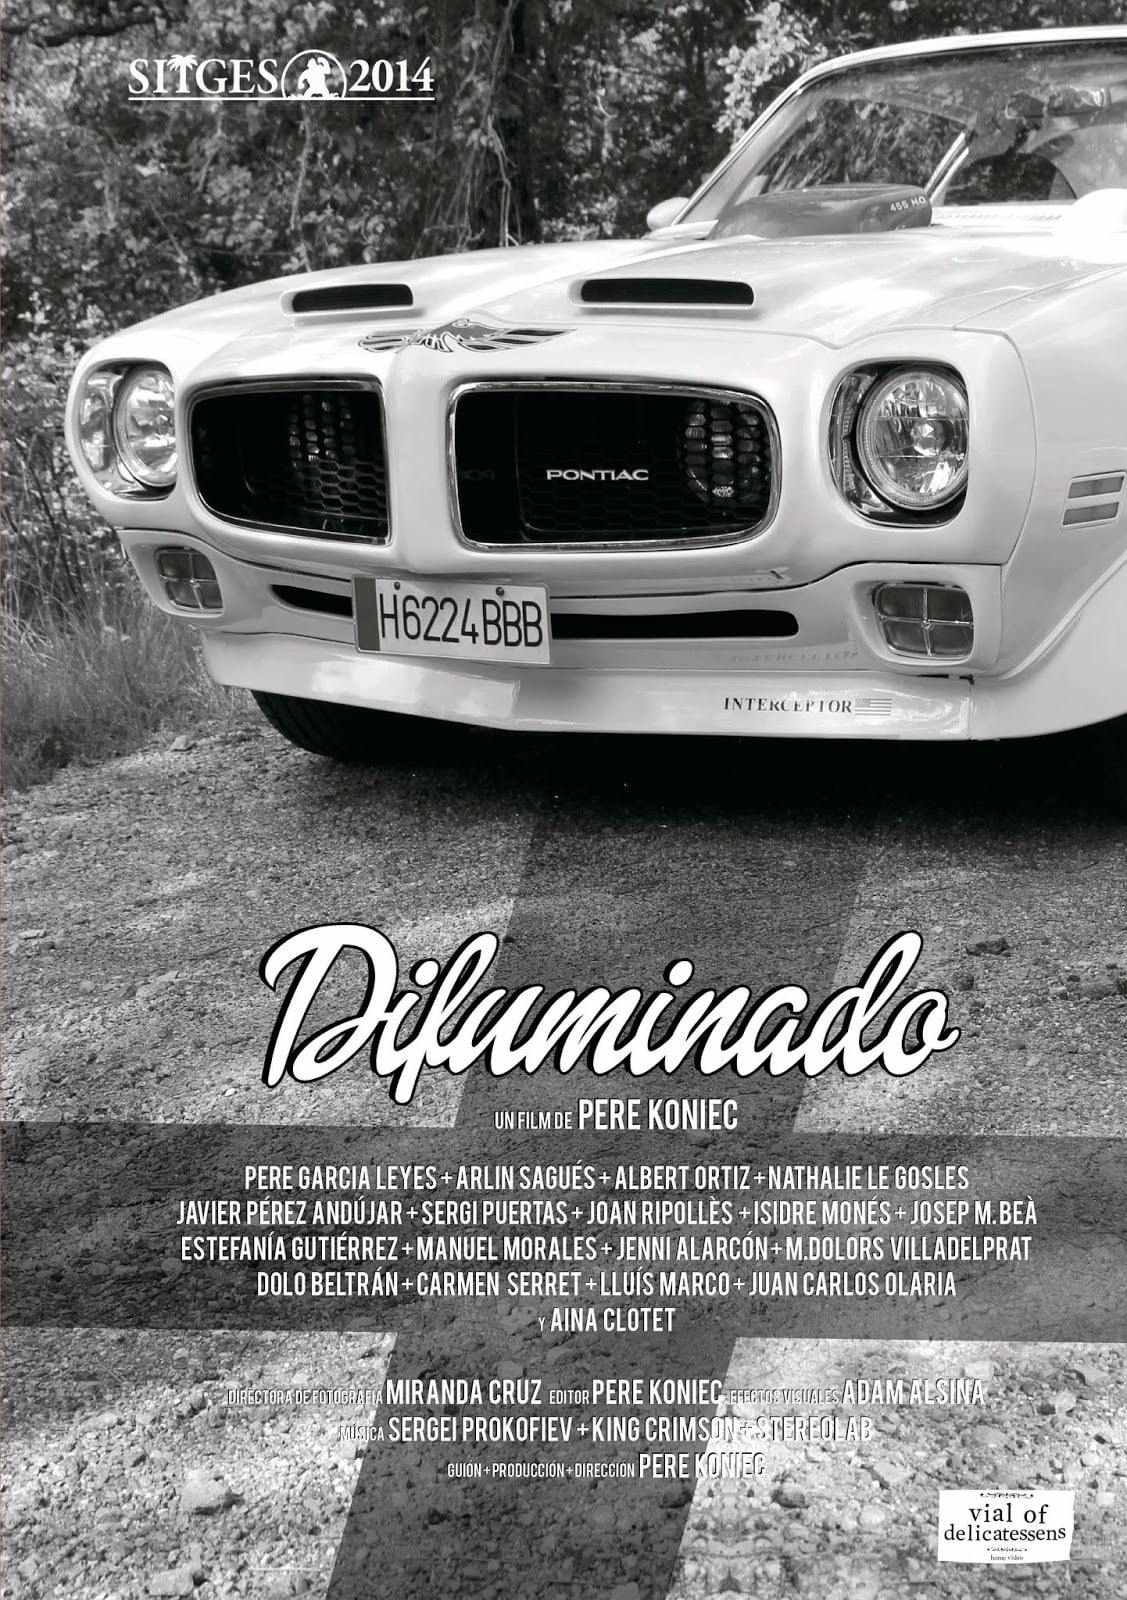 SITGES 2014
455 H.O.
PONTIAC
H6224BBB
INTERCEPTOR
Difuminado
UN FILM DE PERE KONIEC
PERE GARCIA LEYES + ARLIN SAGUÉS + ALBERT ORTIZ + NATHALIE LE GOSLES
JAVIER PÉREZ ANDÚJAR + SERGI PUERTAS + JOAN RIPOLLÈS + ISIDRE MONÉS + JOSEP M. BEÀ
ESTEFANÍA GUTIÉRREZ + MANUEL MORALES + JENNI ALARCÓN + M.DOLORS VILLADELPRAT
DOLO BELTRÁN + CARMEN SERRET + LLUÍS MARCO + JUAN CARLOS OLARIA
Y AINA CLOTET
DIRECTORA DE FOTOGRAFIA MIRANDA CRUZ EDITOR PERE KONIEC EFECTOS VISUALES ADAM ALSINA
MÚSICA SERGEI PROKOFIEV + KING CRIMSON + STEREOLAB
GUIÓN + PRODUCCIÓN + DIRECCIÓN PERE KONIEC
vial of
delicatessens
home video